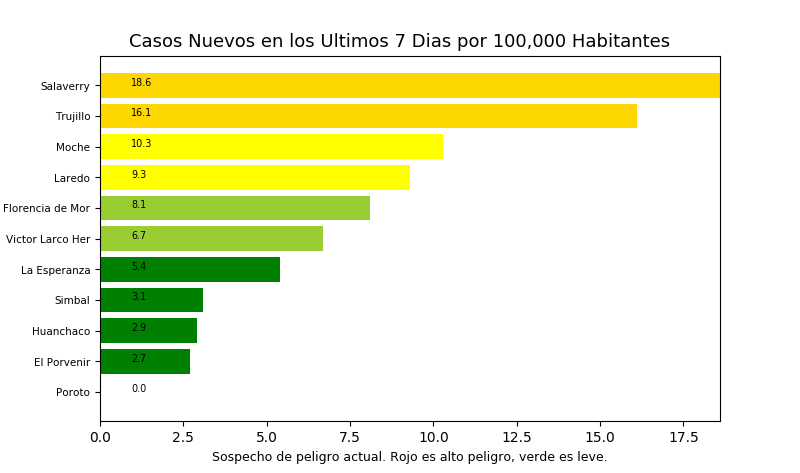 Casos Nuevos en los Ultimos 7 Dias por 100,000 Habitantes
Salaverry 18.6
Trujillo 16.1
Moche 10.3
Laredo 9.3
Florencia de Mor 8.1
Victor Larco Her 6.7
La Esperanza 5.4
Simbal 3.1
Huanchaco 2.9
El Porvenir 2.7
Poroto 0.0
0.0 2.5 5.0 7.5 10.0 12.5 15.0 17.5
Sospecho de peligro actual. Rojo es alto peligro, verde es leve.